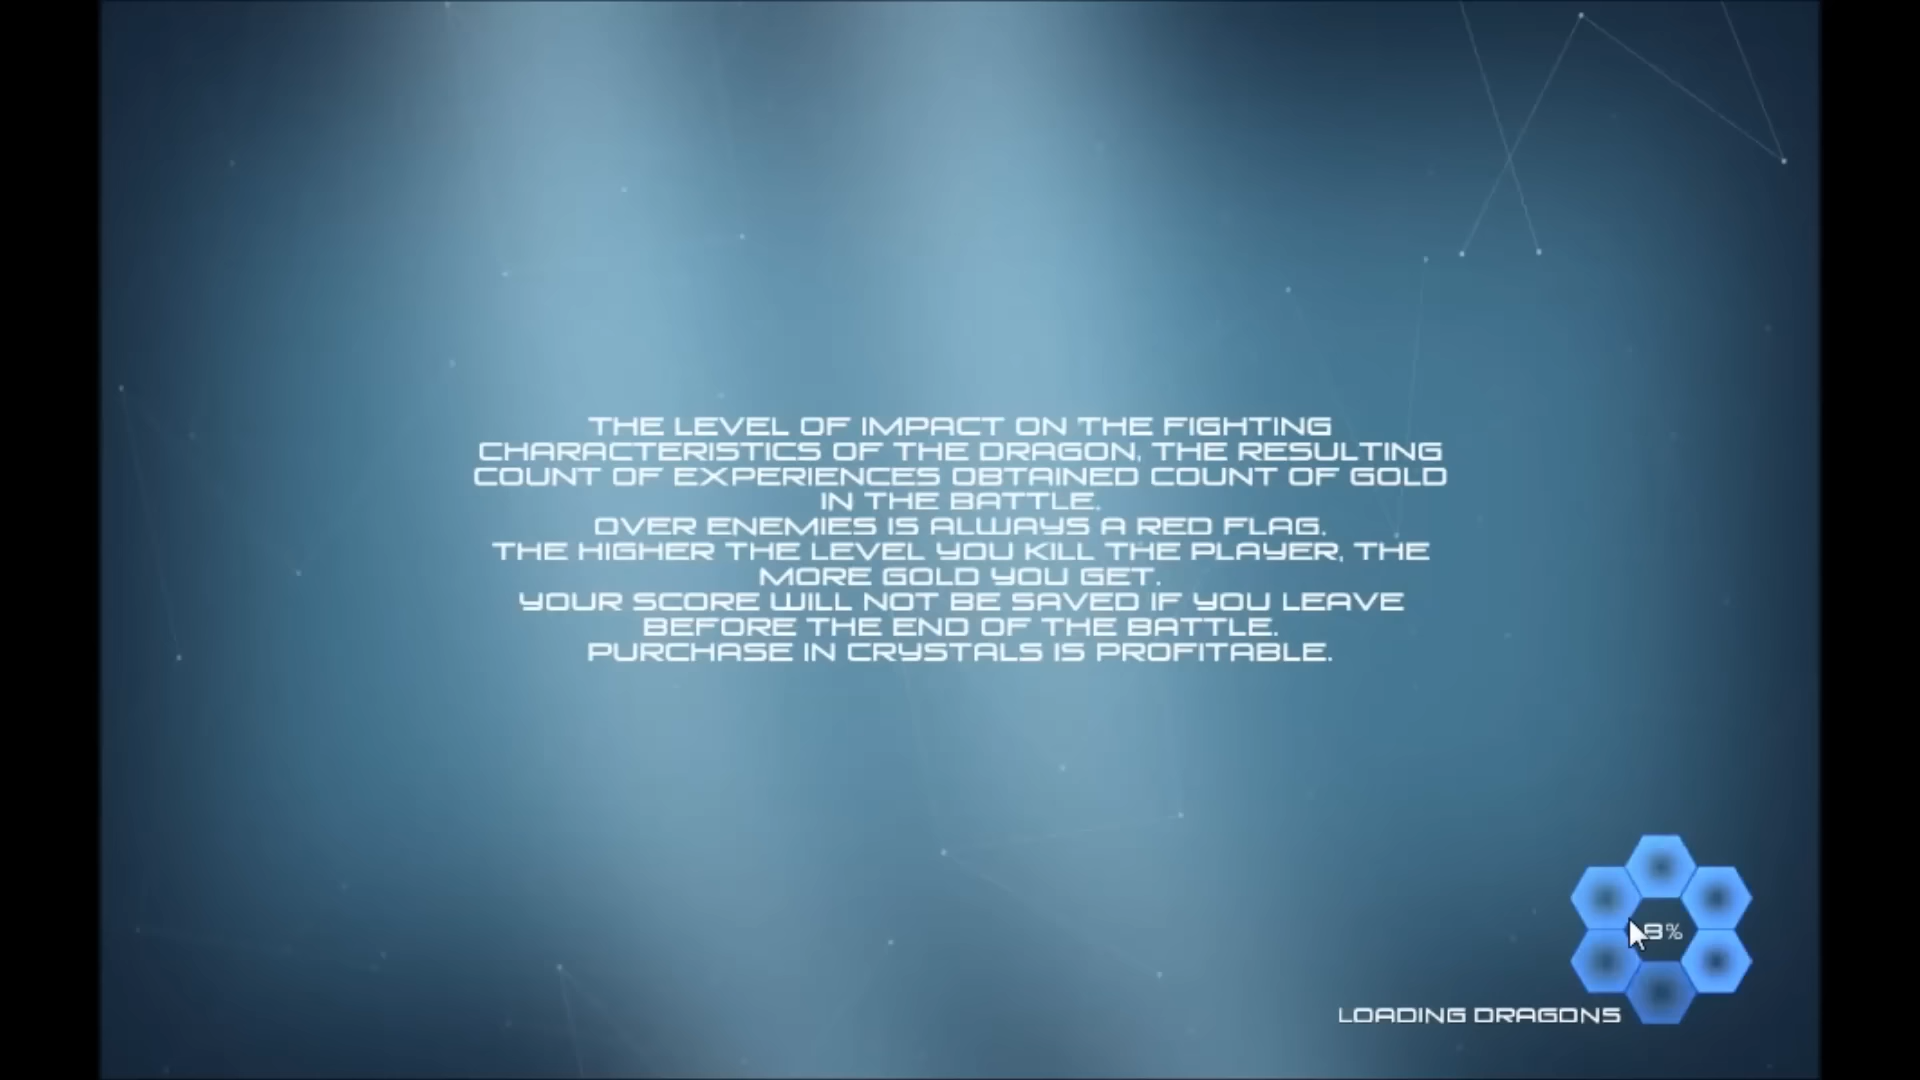 THE LEVEL OF IMPACT ON THE FIGHTING
CHARACTERISTICS OF THE DRAGON, THE RESULTING
COUNT OF EXPERIENCES OBTAINED COUNT OF GOLD
IN THE BATTLE.
OVER ENEMIES IS ALWAYS A RED FLAG.
THE HIGHER THE LEVEL YOU KILL THE PLAYER, THE
MORE GOLD YOU GET.
YOUR SCORE WILL NOT BE SAVED IF YOU LEAVE
BEFORE THE END OF THE BATTLE.
PURCHASE IN CRYSTALS IS PROFITABLE.
LOADING DRAGONS